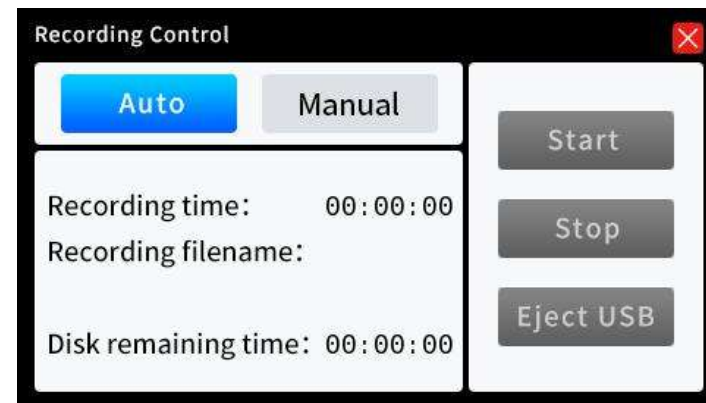 Recording Control
Auto
Manual
Recording time: 00:00:00
Recording filename:
Disk remaining time: 00:00:00
Start
Stop
Eject USB